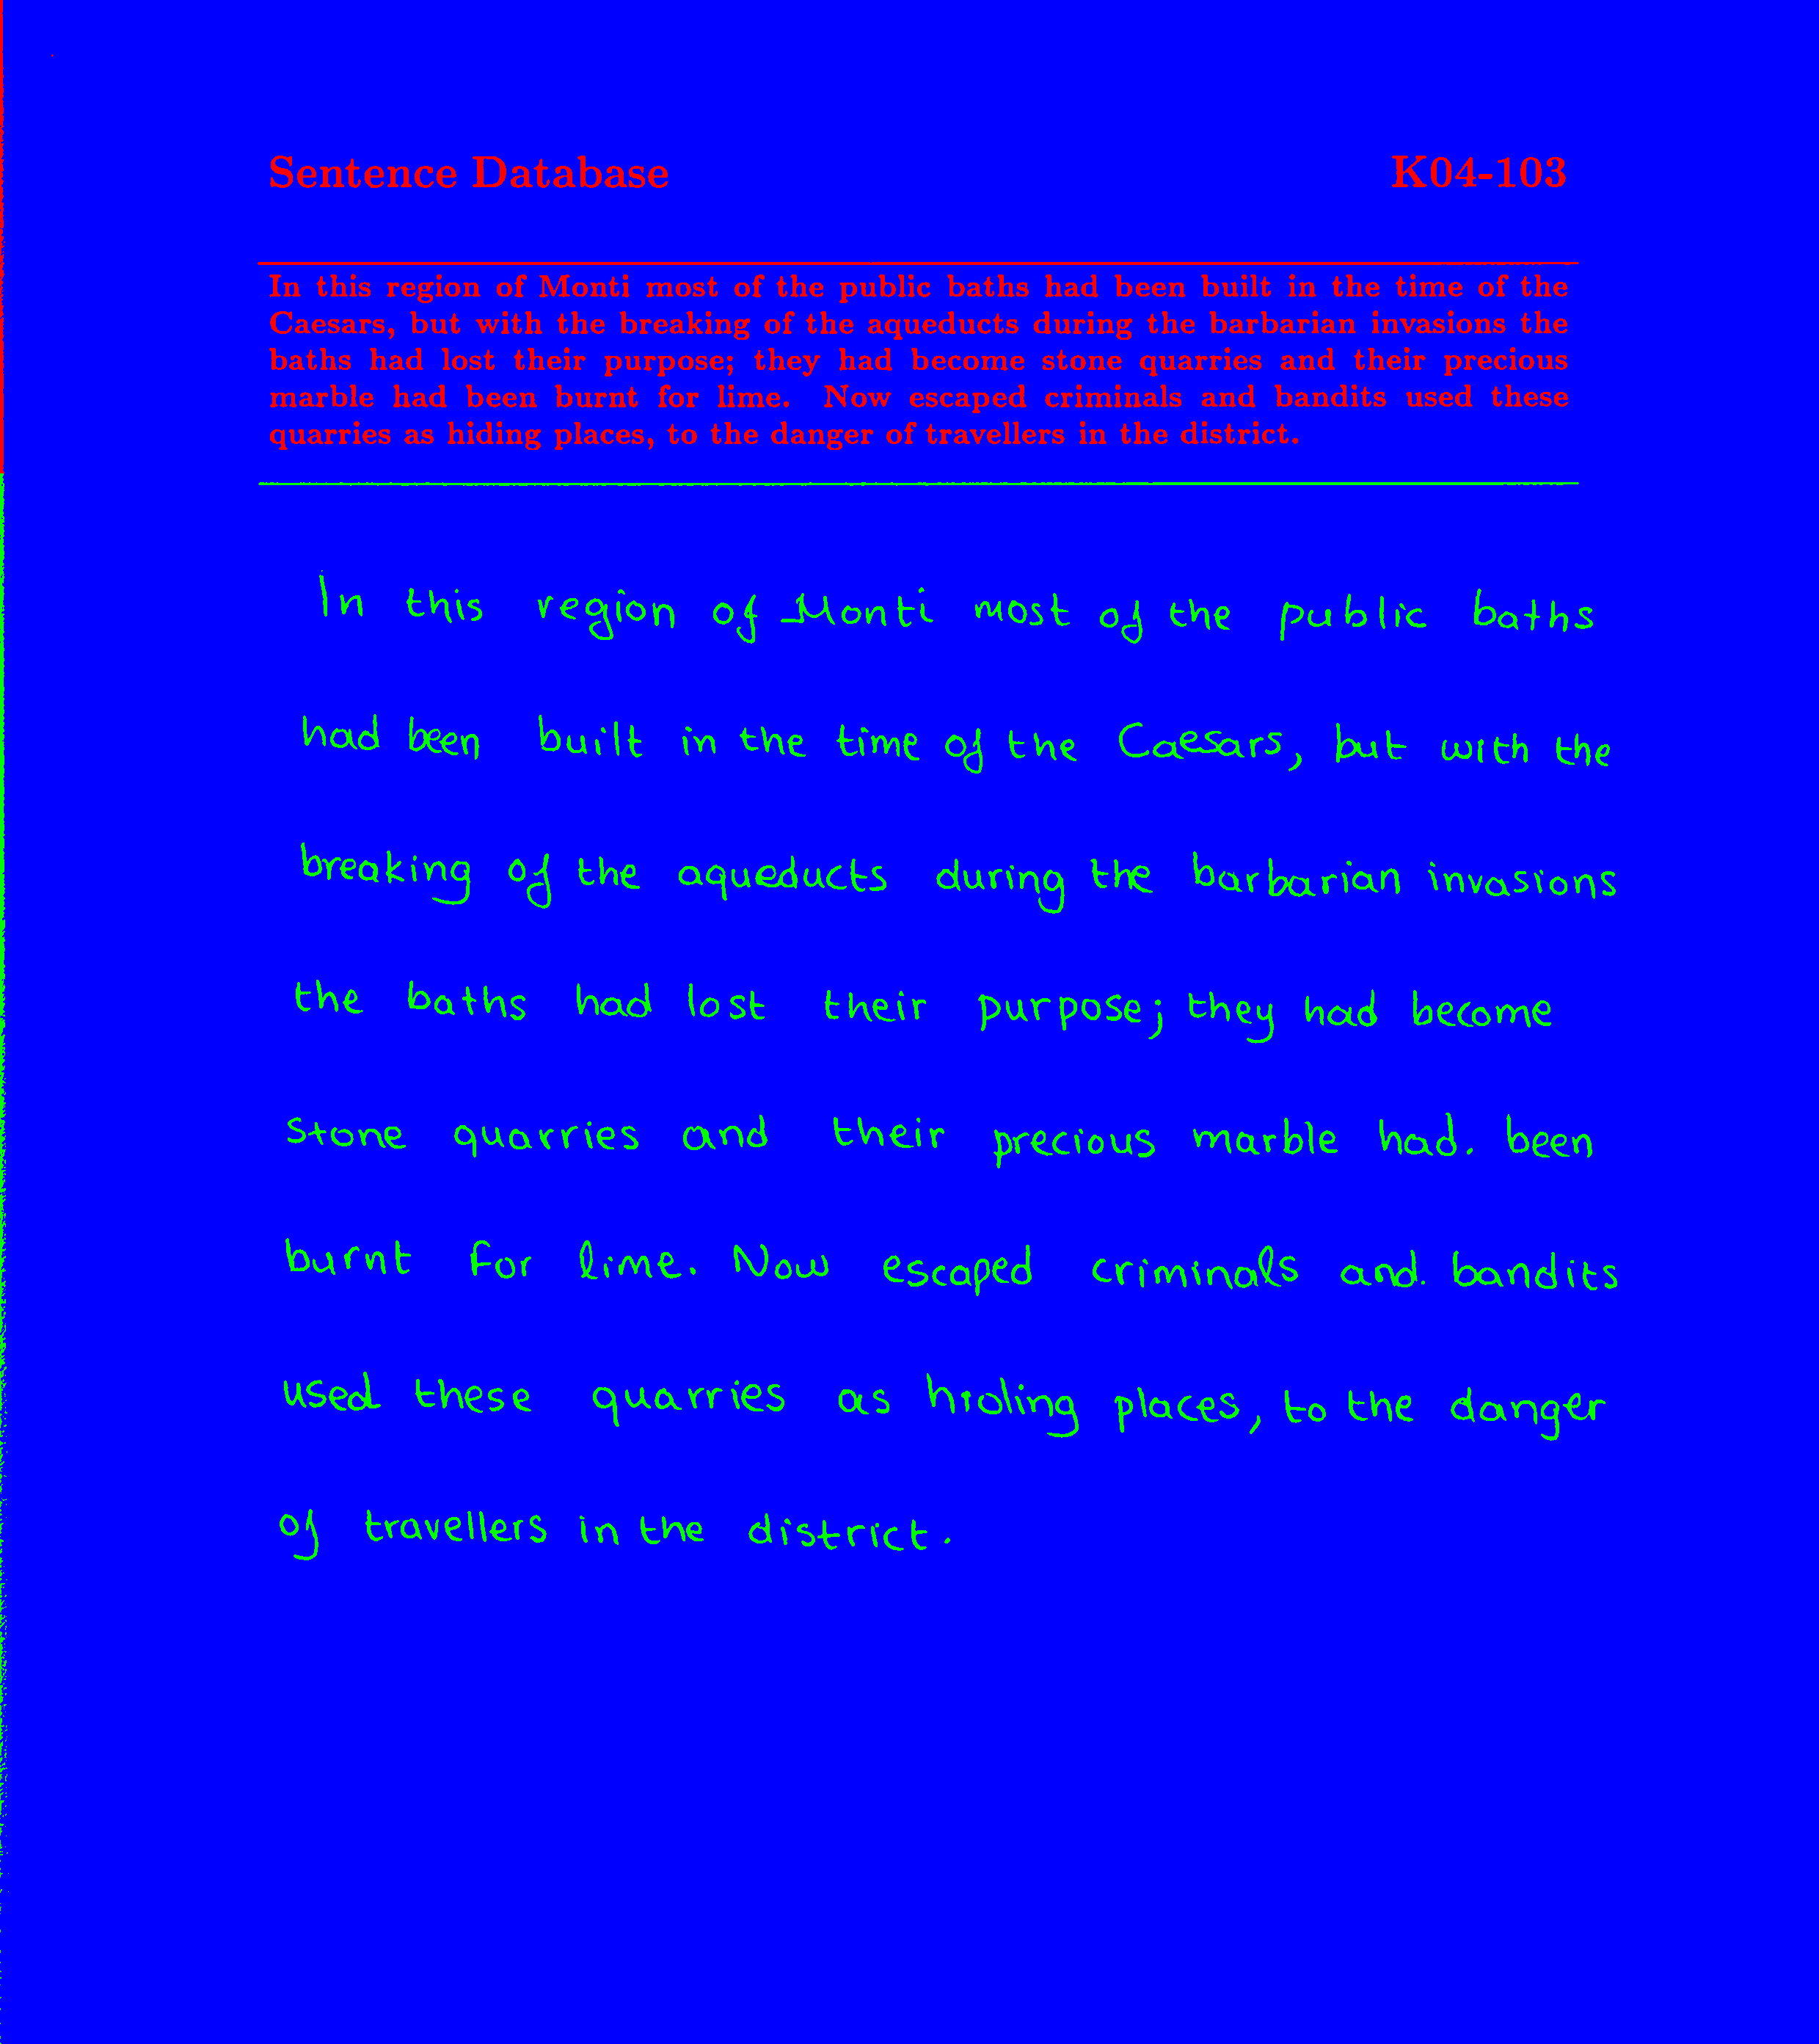 Sentence Database K04-103
In this region of Monti most of the public baths had been built in the time of the
Caesars, but with the breaking of the aqueducts during the barbarian invasions the
baths had lost their purpose; they had become stone quarries and their precious
marble had been burnt for lime. Now escaped criminals and bandits used these
quarries as hiding places, to the danger of travellers in the district.
In this region of Monti most of the public baths
had been built in the time of the Caesars, but with the
breaking of the aqueducts during the barbarian invasions
the baths had lost their purpose; they had become
stone quarries and their precious marble had. been
burnt for lime. Now escaped criminals and. bandits
used these quarries as hiding places, to the danger
of travellers in the district.